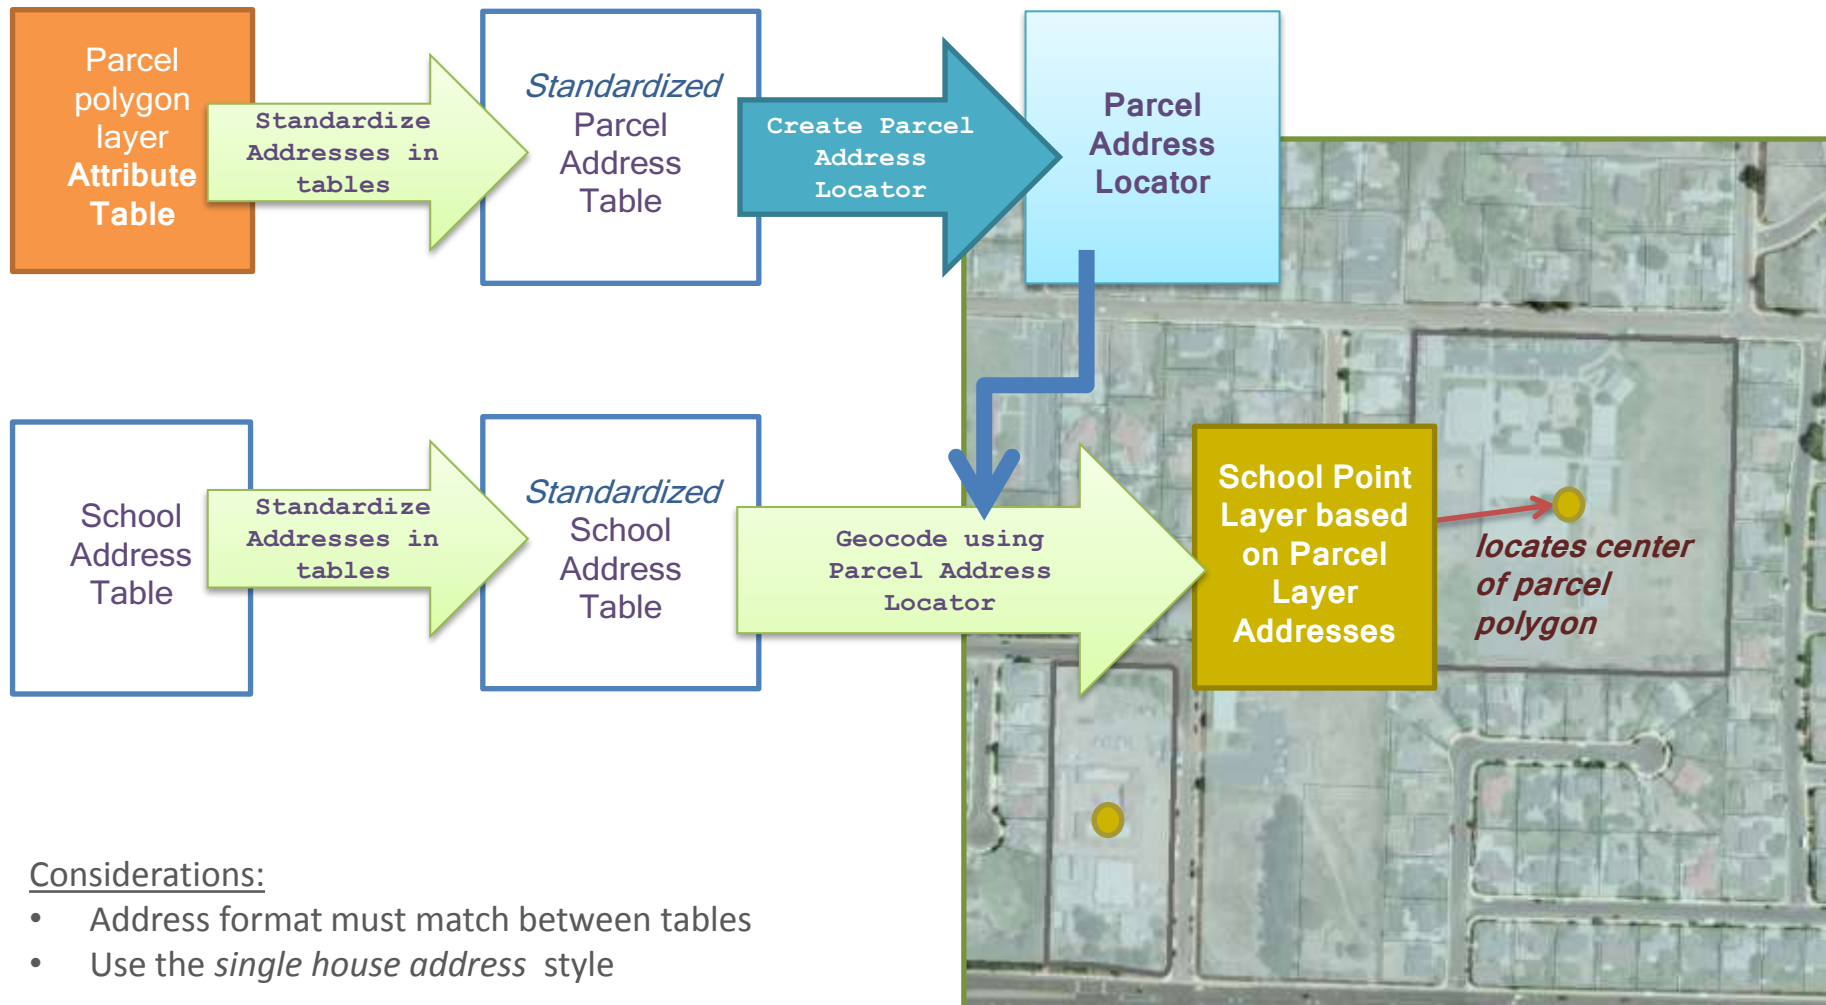 Parcel
polygon
layer
Attribute
Table
Standardize
Addresses in
tables
Standardized
Parcel
Address
Table
Create Parcel
Address
Locator
Parcel
Address
Locator
School
Address
Table
Standardize
Addresses in
tables
Standardized
School
Address
Table
Geocode using
Parcel Address
Locator
School Point
Layer based
on Parcel
Layer
Addresses
locates center
of parcel
polygon
Considerations:
• Address format must match between tables
• Use the single house address style